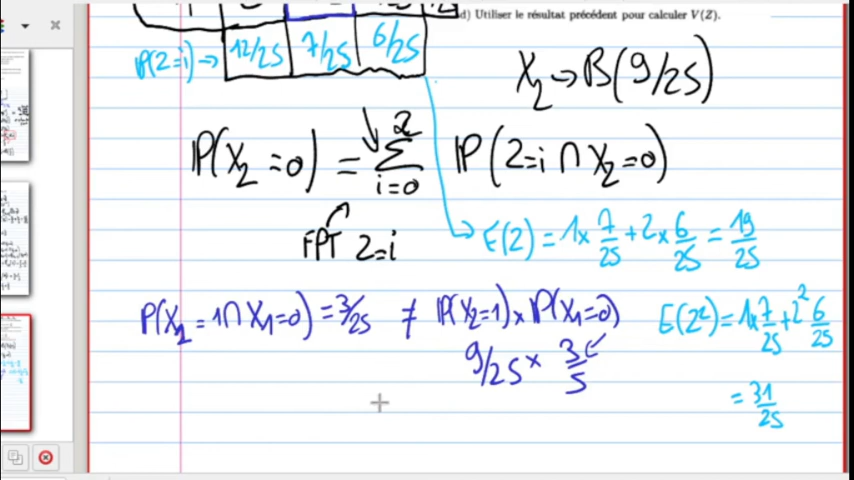 d) Utiliser le résultat précédent pour calculer V(Z).
P(Z=i) → 12/25 7/25 6/25
X₂ → B(9/25)
P(X₂ = 0) = Σ_{i=0}^{2} P(Z=i ∩ X₂=0)
FPT Z=i
E(Z) = 1 × 7/25 + 2 × 6/25 = 19/25
P(X₂ = 1 ∩ X₁ = 0) = 3/25 ≠ P(X₂=1) × P(X₁=0)
9/25 × 3/5
E(Z²) = 1 × 7/25 + 2² 6/25
= 31/25